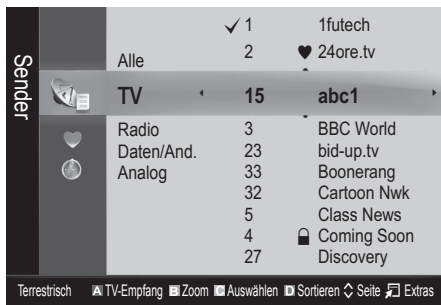 Sender
1 1futech
Alle 2 24ore.tv
TV 15 abc1
Radio 3 BBC World
Daten/And. 23 bid-up.tv
Analog 33 Boonerang
32 Cartoon Nwk
5 Class News
4 Coming Soon
27 Discovery
Terrestrisch A TV-Empfang B Zoom C Auswählen D Sortieren Seite Extras